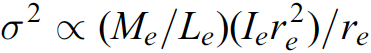 σ² ∝ (Mₑ/Lₑ)(Iₑrₑ²)/rₑ